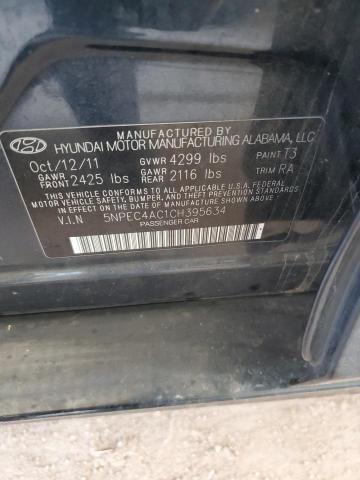 MANUFACTURED BY
HYUNDAI MOTOR MANUFACTURING ALABAMA, LLC
Oct/12/11 GVWR 4299 lbs PAINT T3
GAWR FRONT 2425 lbs GAWR REAR 2116 lbs TRIM RA
THIS VEHICLE CONFORMS TO ALL APPLICABLE U.S.A. FEDERAL
MOTOR VEHICLE SAFETY, BUMPER, AND THEFT PREVENTION
STANDARDS IN EFFECT ON THE DATE OF MANUFACTURE SHOWN ABOVE.
V.I.N 5NPEC4AC1CH395634
PASSENGER CAR